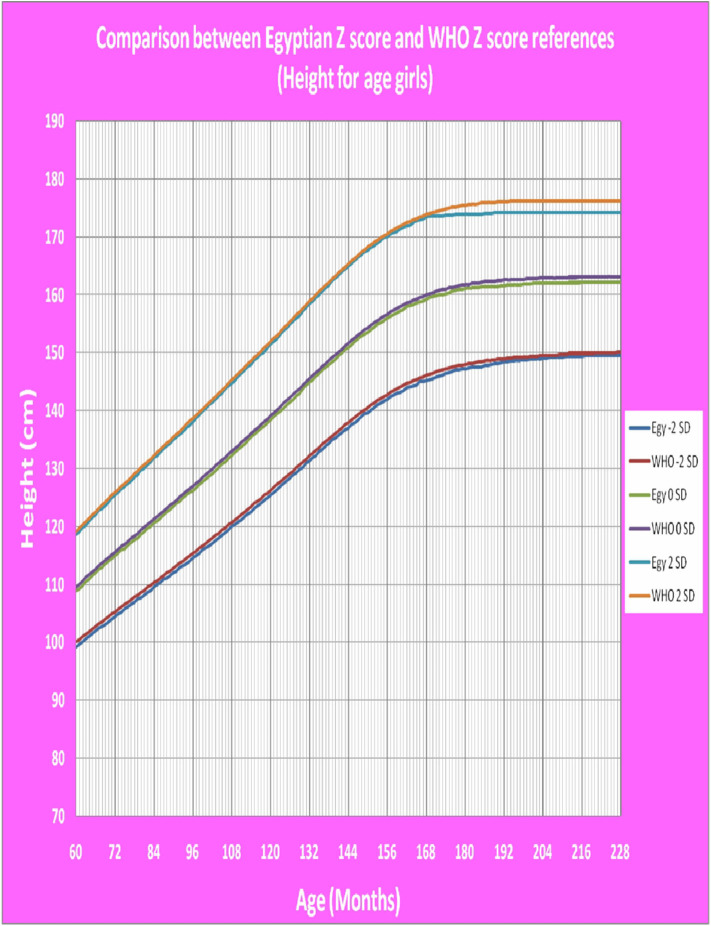 Comparison between Egyptian Z score and WHO Z score references
(Height for age girls)
190
180
170
160
150
140
130
120
110
100
90
80
70
Height (cm)
60 72 84 96 108 120 132 144 156 168 180 192 204 216 228
Age (Months)
Egy -2 SD
WHO -2 SD
Egy 0 SD
WHO 0 SD
Egy 2 SD
WHO 2 SD